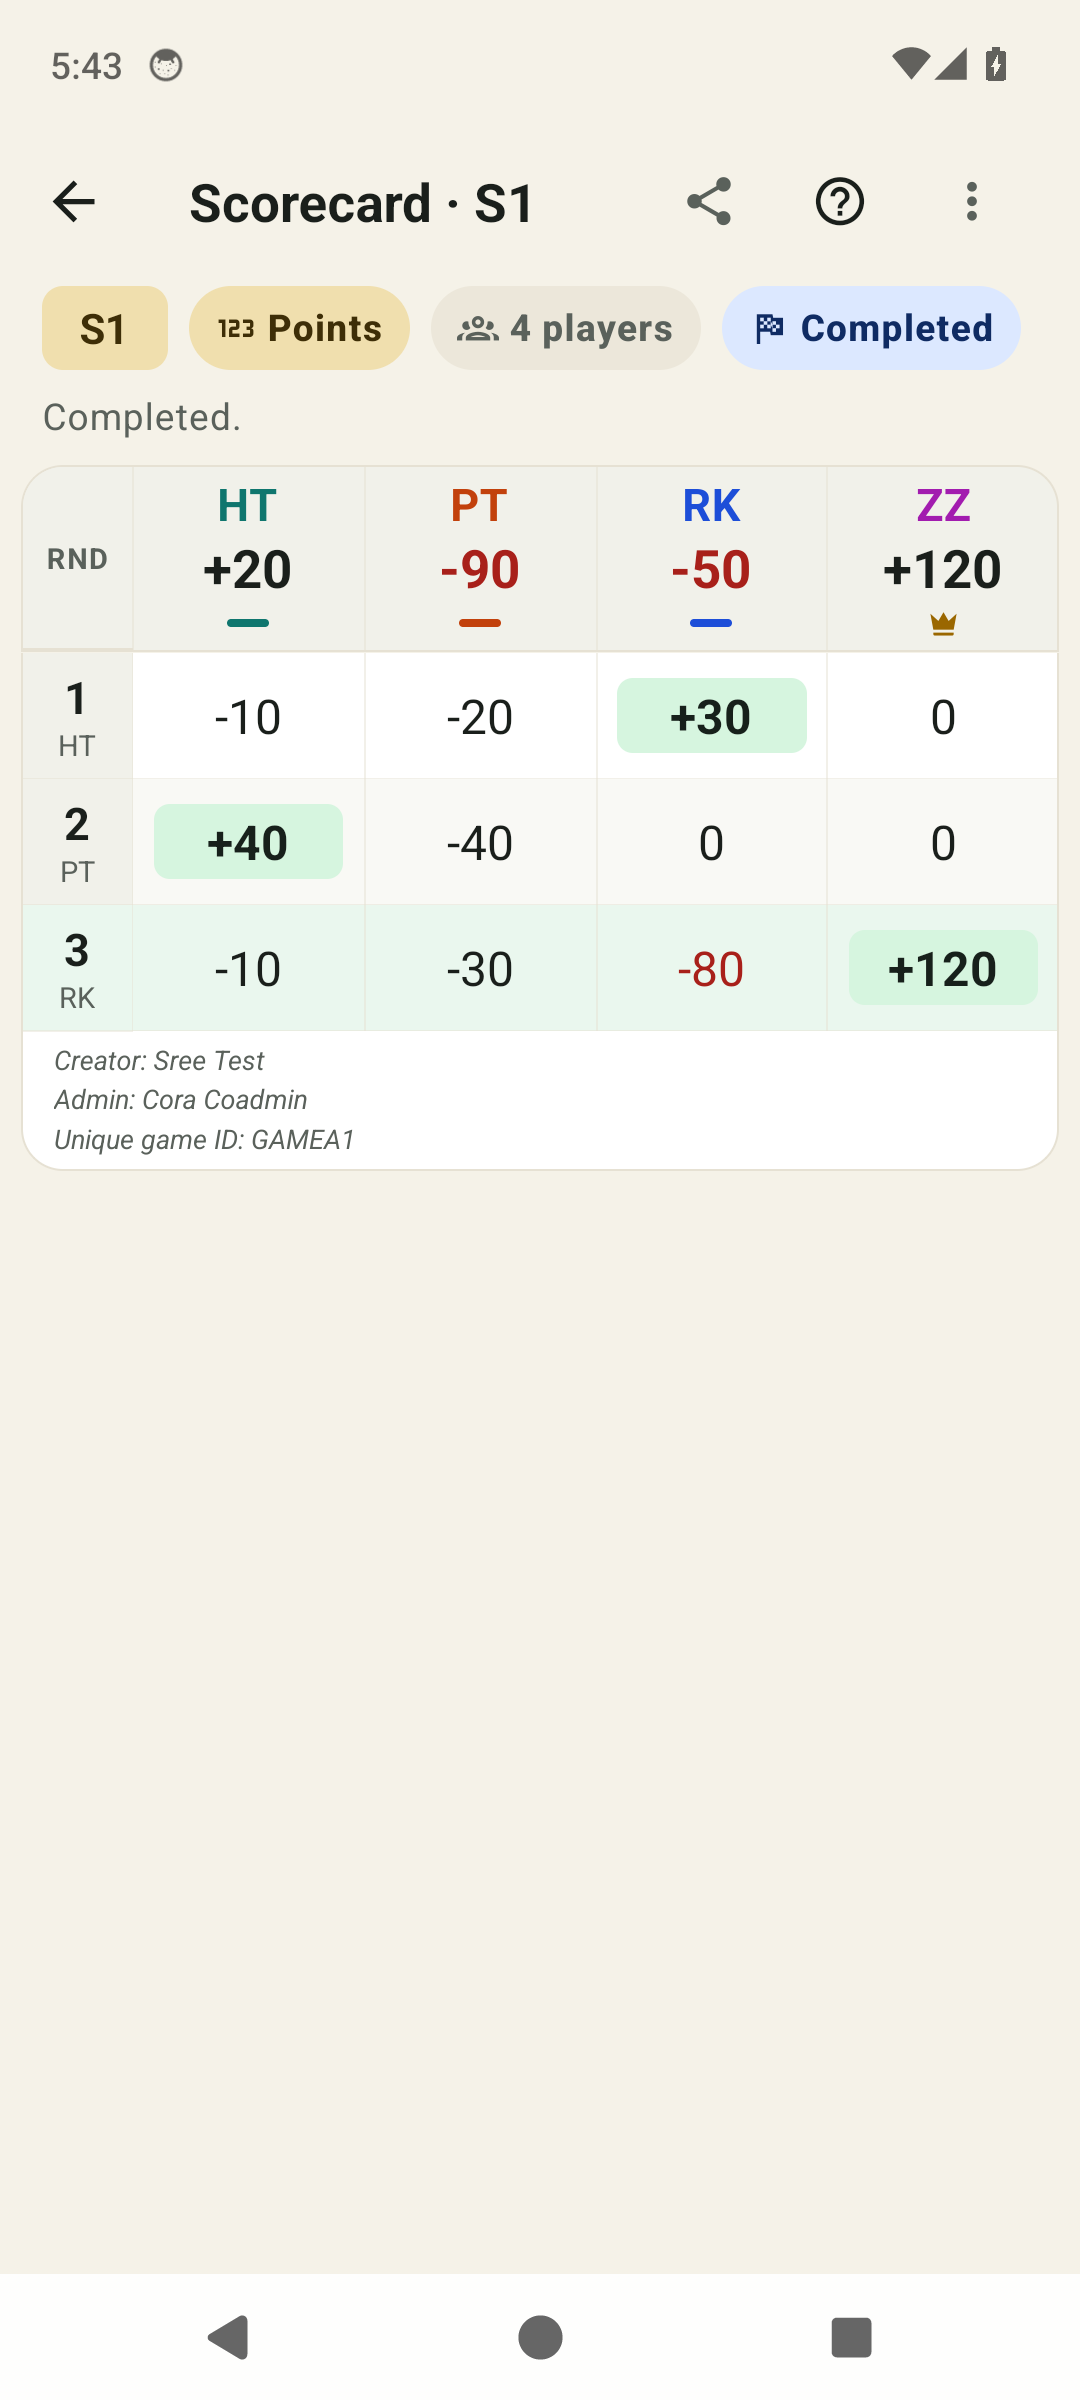 5:43
Scorecard · S1
S1
123 Points
4 players
Completed
Completed.
RND HT PT RK ZZ
+20 -90 -50 +120
1 -10 -20 +30 0
HT
2 +40 -40 0 0
PT
3 -10 -30 -80 +120
RK
Creator: Sree Test
Admin: Cora Coadmin
Unique game ID: GAMEA1